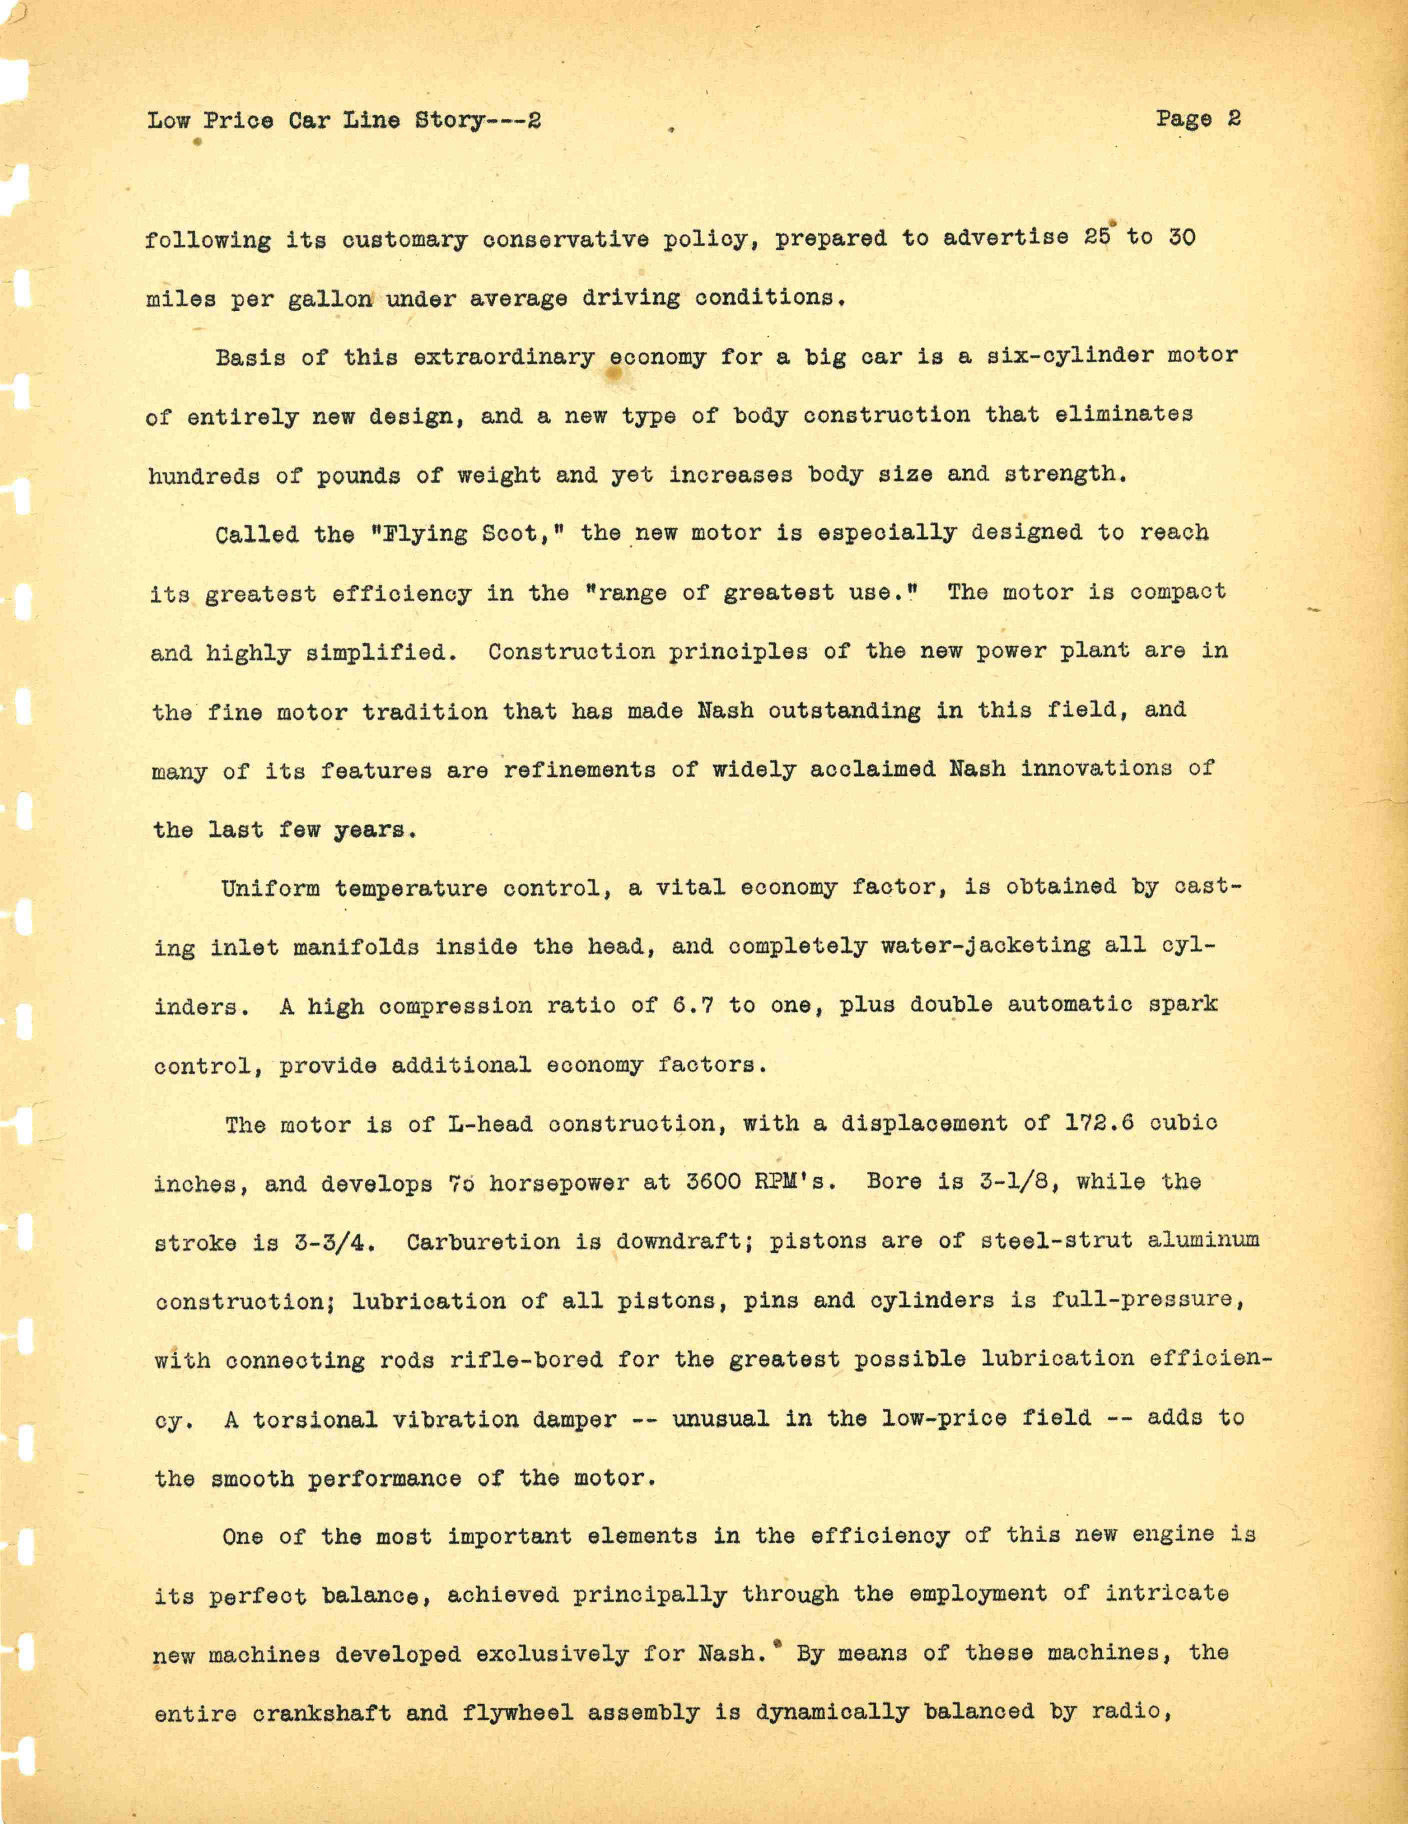 Low Price Car Line Story---2 Page 2
following its customary conservative policy, prepared to advertise 25 to 30
miles per gallon under average driving conditions.
Basis of this extraordinary economy for a big car is a six-cylinder motor
of entirely new design, and a new type of body construction that eliminates
hundreds of pounds of weight and yet increases body size and strength.
Called the "Flying Scot," the new motor is especially designed to reach
its greatest efficiency in the "range of greatest use." The motor is compact
and highly simplified. Construction principles of the new power plant are in
the fine motor tradition that has made Nash outstanding in this field, and
many of its features are refinements of widely acclaimed Nash innovations of
the last few years.
Uniform temperature control, a vital economy factor, is obtained by cast-
ing inlet manifolds inside the head, and completely water-jacketing all cyl-
inders. A high compression ratio of 6.7 to one, plus double automatic spark
control, provide additional economy factors.
The motor is of L-head construction, with a displacement of 172.6 cubic
inches, and develops 75 horsepower at 3600 RPM's. Bore is 3-1/8, while the
stroke is 3-3/4. Carburetion is downdraft; pistons are of steel-strut aluminum
construction; lubrication of all pistons, pins and cylinders is full-pressure,
with connecting rods rifle-bored for the greatest possible lubrication efficien-
cy. A torsional vibration damper -- unusual in the low-price field -- adds to
the smooth performance of the motor.
One of the most important elements in the efficiency of this new engine is
its perfect balance, achieved principally through the employment of intricate
new machines developed exclusively for Nash. By means of these machines, the
entire crankshaft and flywheel assembly is dynamically balanced by radio,